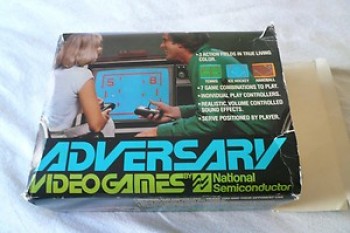 • 3 ACTION FIELDS IN TRUE LIVING
COLOR.
TENNIS ICE HOCKEY HANDBALL
• 7 GAME COMBINATIONS TO PLAY.
• INDIVIDUAL PLAY CONTROLLERS.
• REALISTIC VOLUME CONTROLLED
SOUND EFFECTS.
• SERVE POSITIONED BY PLAYER.
ADVERSARY
VIDEO GAMES BY National
Semiconductor